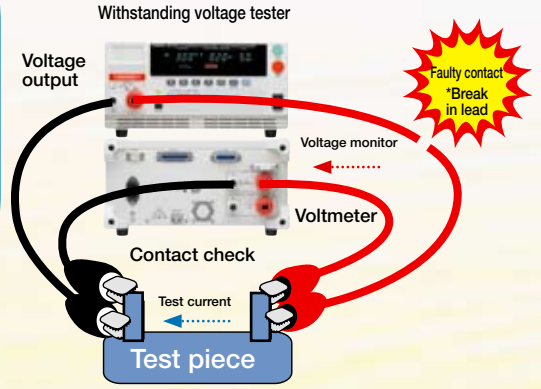 Withstanding voltage tester
Voltage
output
Faulty contact
*Break
in lead
Voltage monitor
Voltmeter
Contact check
Test current
Test piece